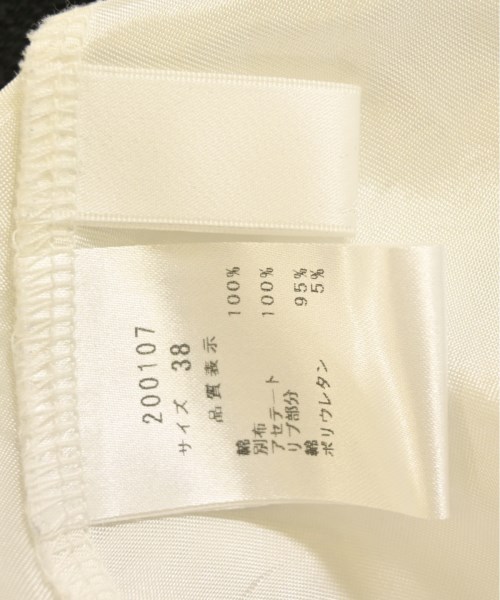 200107
サイズ 38
品質表示
綿 100%
別布
アセテート 100%
リブ部分
綿 95%
ポリウレタン 5%